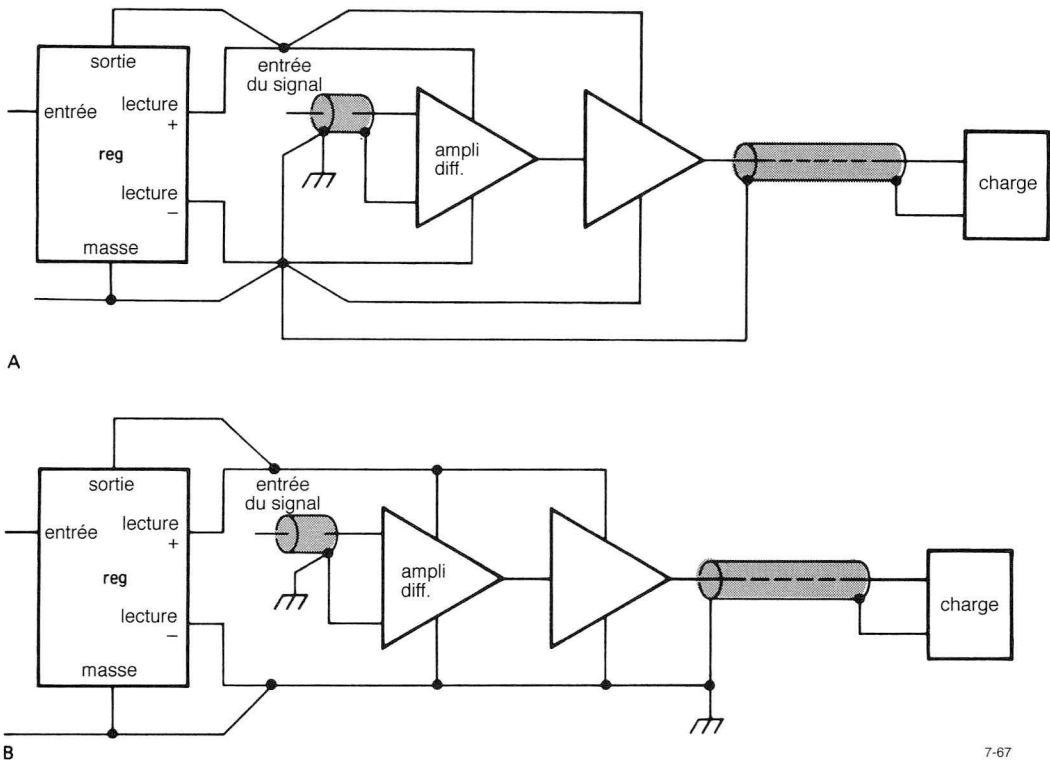 sortie
entrée
lecture
+
reg
lecture
–
masse
entrée
du signal
ampli
diff.
charge
A
sortie
entrée
lecture
+
reg
lecture
–
masse
entrée
du signal
ampli
diff.
charge
B
7-67